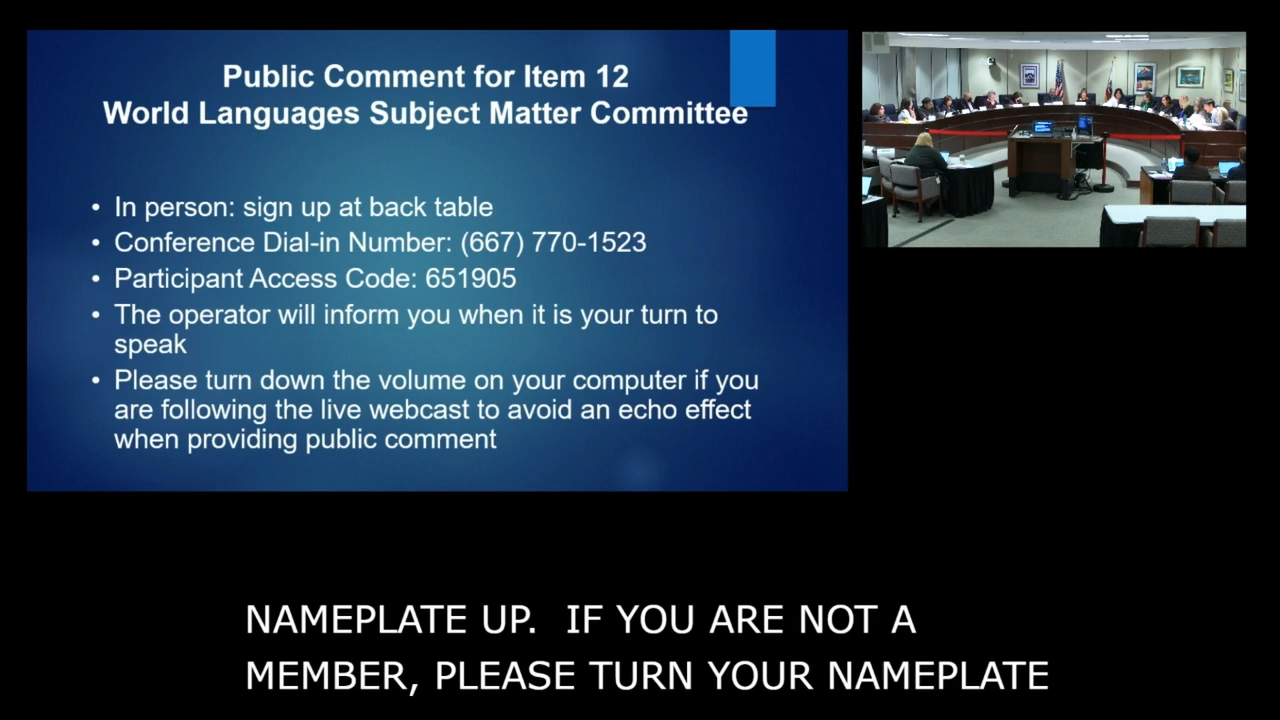 Public Comment for Item 12
World Languages Subject Matter Committee
• In person: sign up at back table
• Conference Dial-in Number: (667) 770-1523
• Participant Access Code: 651905
• The operator will inform you when it is your turn to
speak
• Please turn down the volume on your computer if you
are following the live webcast to avoid an echo effect
when providing public comment
NAMEPLATE UP.  IF YOU ARE NOT A
MEMBER, PLEASE TURN YOUR NAMEPLATE